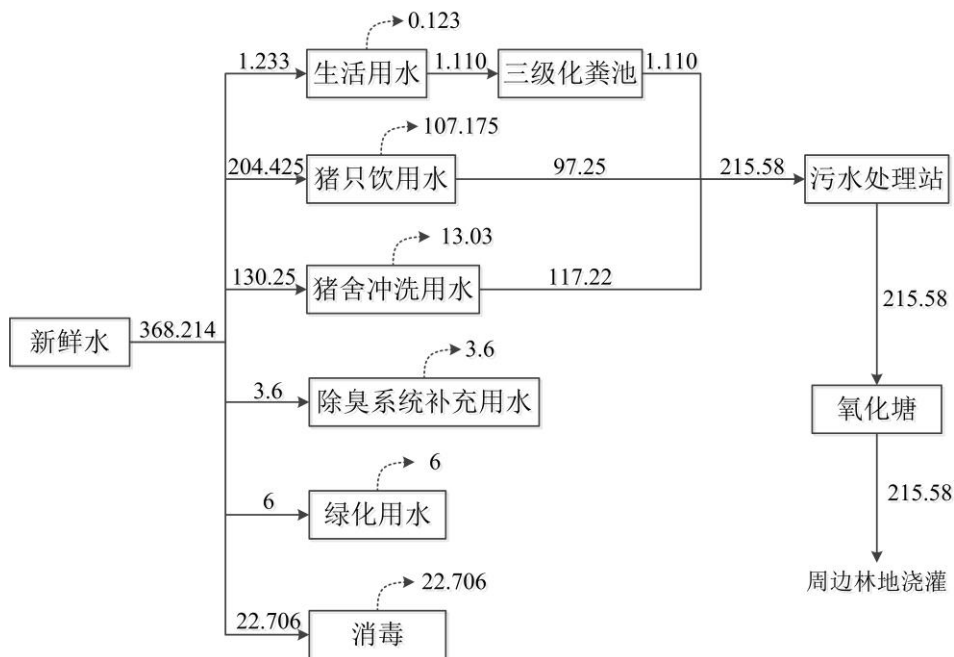 0.123
1.233
生活用水
1.110
三级化粪池
1.110
107.175
204.425
猪只饮用水
97.25
215.58
污水处理站
13.03
130.25
猪舍冲洗用水
117.22
215.58
新鲜水
368.214
3.6
3.6
除臭系统补充用水
氧化塘
6
6
绿化用水
215.58
周边林地浇灌
22.706
22.706
消毒